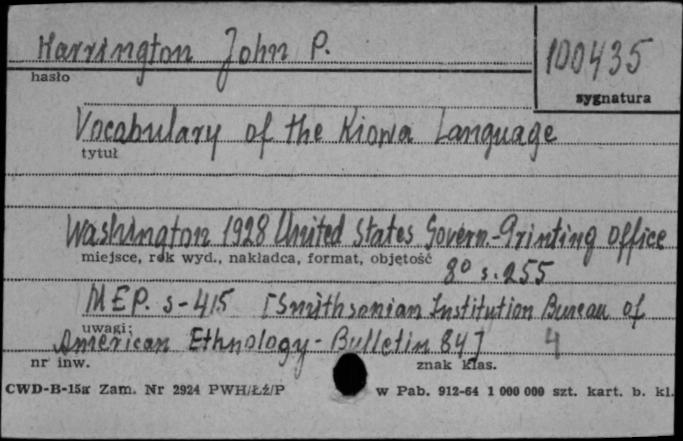 Harrington John P.
100435
hasło
sygnatura
Vocabulary of the Kiowa Language
tytuł
Washington 1928 United States Govern.-Printing office
miejsce, rok wyd., nakładca, format, objętość
8° s. 255
MEP. s-415 [Smithsonian Institution Bureau of
uwagi:
American Ethnology - Bulletin 84] 4
nr inw.
znak klas.
CWD-B-15a Zam. Nr 2924 PWH/Łź/P
w Pab. 912-64 1 000 000 szt. kart. b. kl.